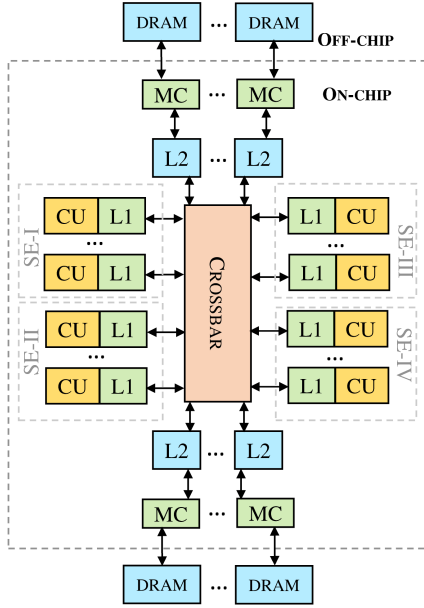 DRAM ... DRAM
OFF-CHIP
MC ... MC
ON-CHIP
L2 ... L2
SE-I
CU L1
...
CU L1
SE-II
CU L1
...
CU L1
CROSSBAR
L1 CU
...
L1 CU
SE-III
L1 CU
...
L1 CU
SE-IV
L2 ... L2
MC ... MC
DRAM ... DRAM